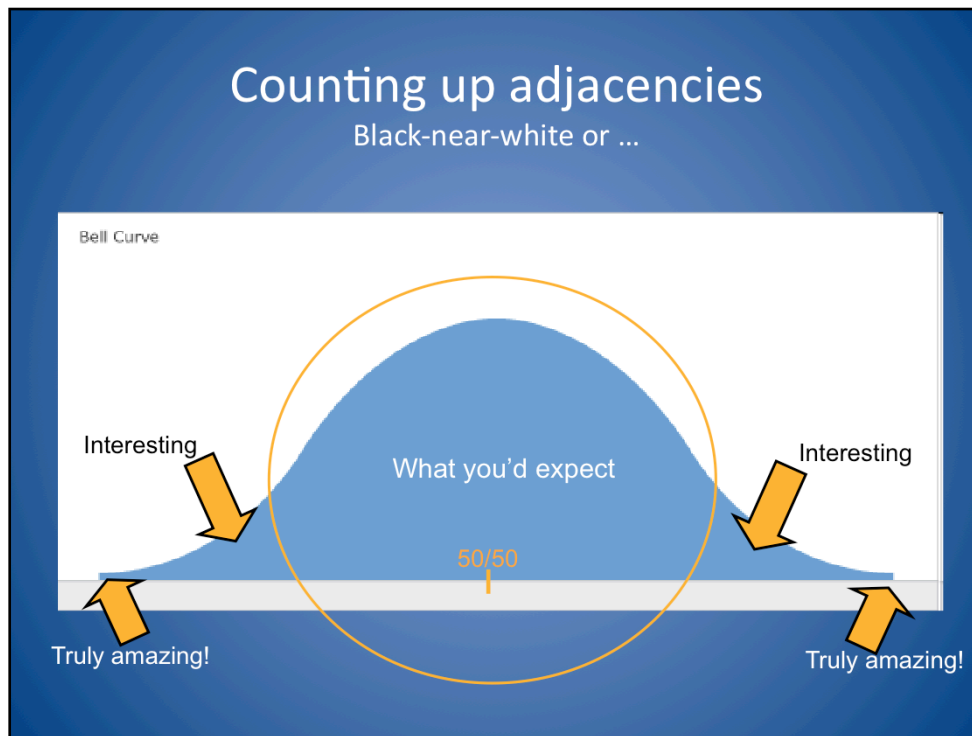 Counting up adjacencies
Black-near-white or …
Bell Curve
Interesting
Interesting
What you’d expect
50/50
Truly amazing!
Truly amazing!